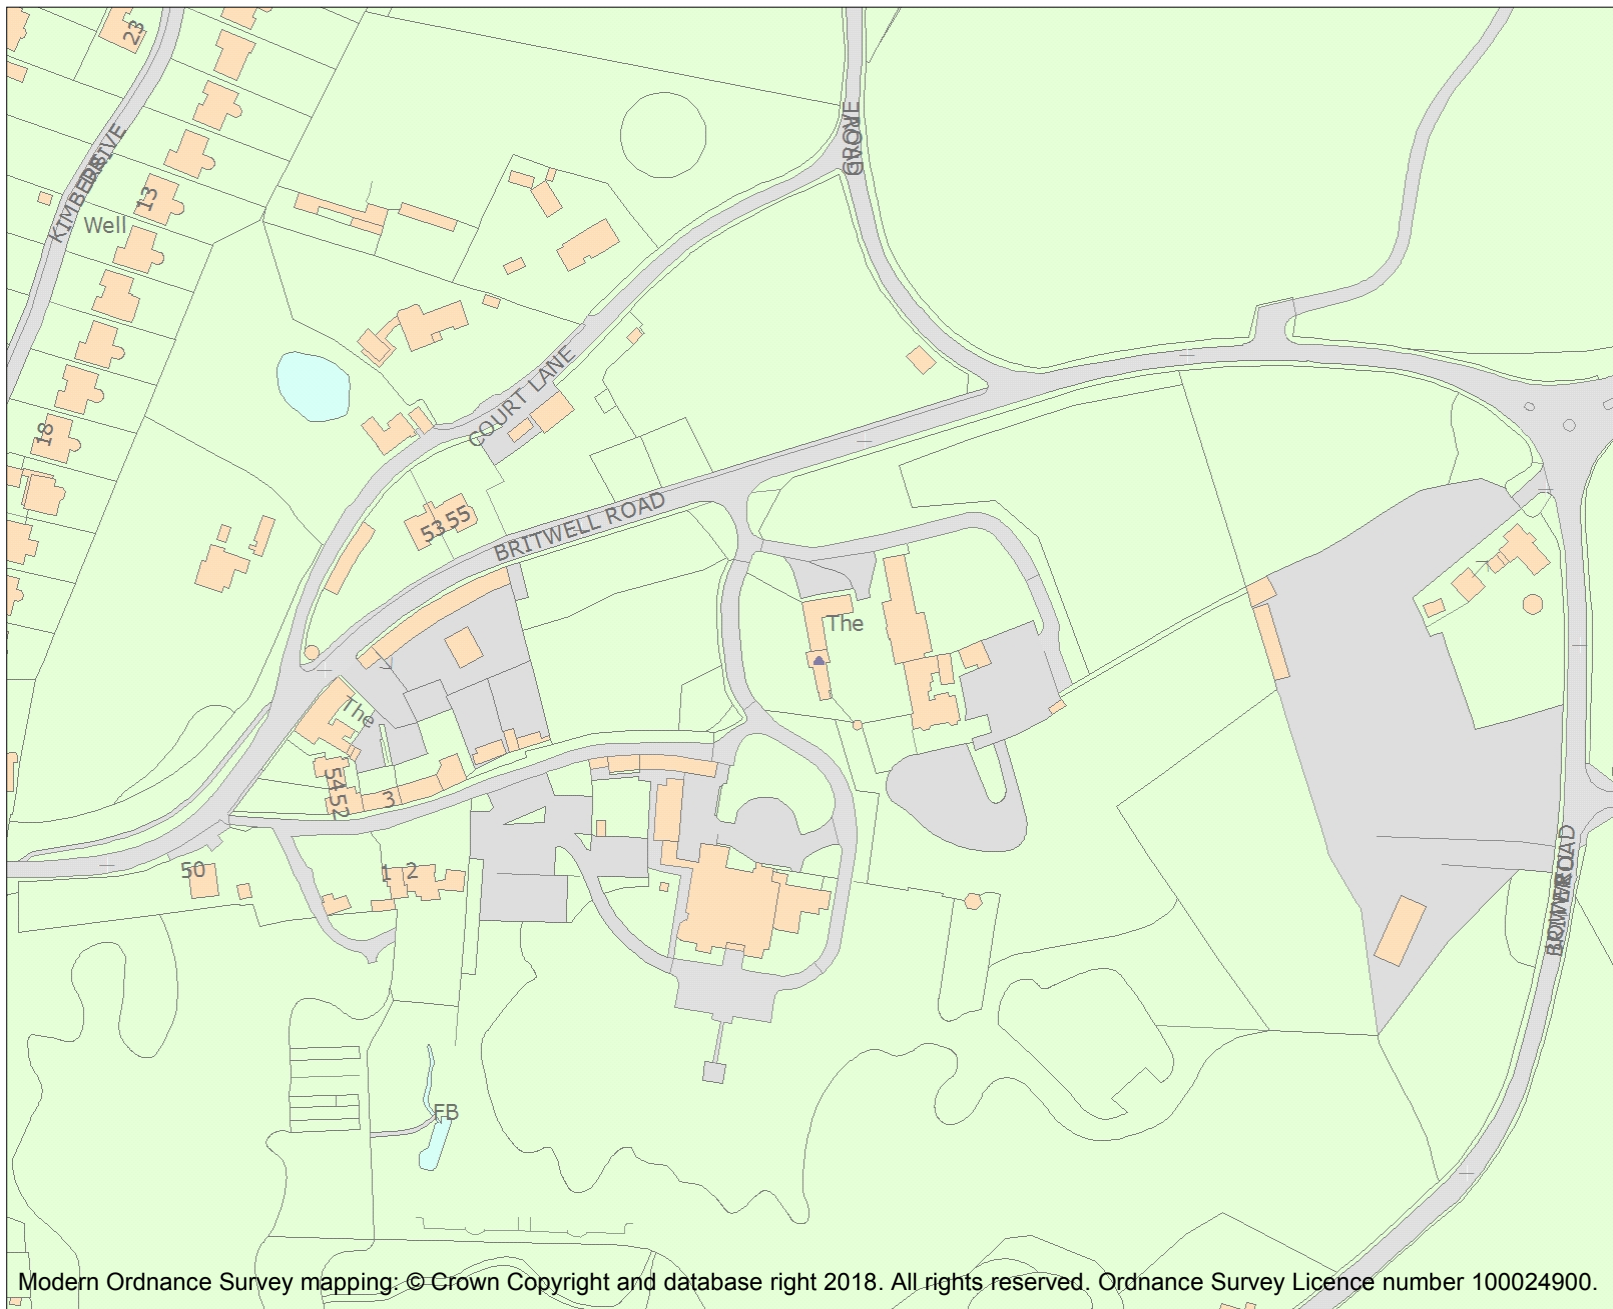 23
KIMBERS DRIVE
13
Well
18
COURT LANE
53
55
BRITWELL ROAD
ROAD
The
The
54
52
3
50
1
2
FB
ROAD
Modern Ordnance Survey mapping: © Crown Copyright and database right 2018. All rights reserved. Ordnance Survey Licence number 100024900.